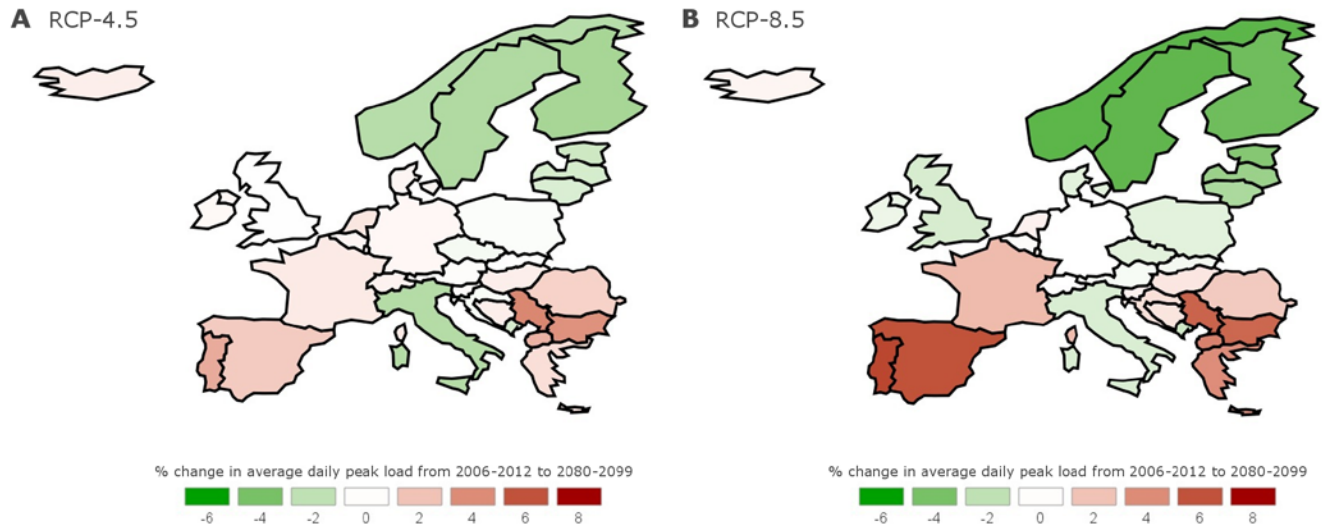 A RCP-4.5
B RCP-8.5
% change in average daily peak load from 2006-2012 to 2080-2099
-6 -4 -2 0 2 4 6 8
% change in average daily peak load from 2006-2012 to 2080-2099
-6 -4 -2 0 2 4 6 8